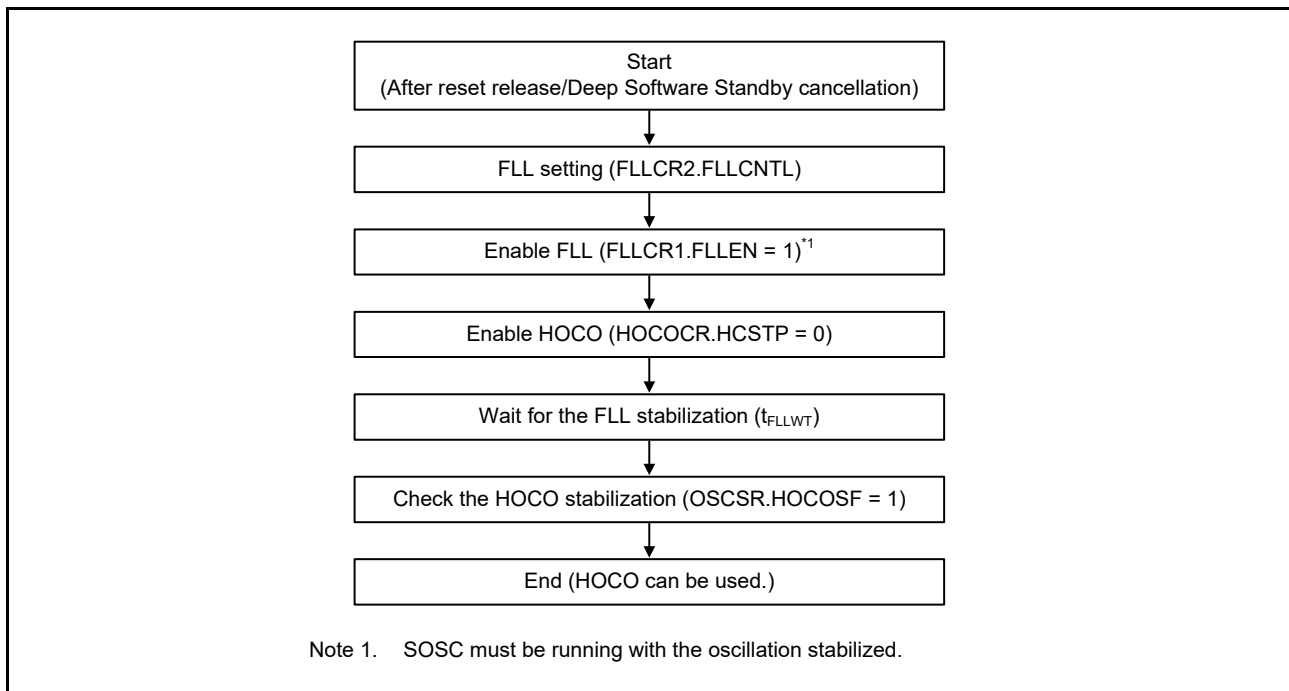 Start
(After reset release/Deep Software Standby cancellation)
FLL setting (FLLCR2.FLLCNTL)
Enable FLL (FLLCR1.FLLEN = 1)*1
Enable HOCO (HOCOCR.HCSTP = 0)
Wait for the FLL stabilization (tFLLWT)
Check the HOCO stabilization (OSCSR.HOCOSF = 1)
End (HOCO can be used.)
Note 1. SOSC must be running with the oscillation stabilized.